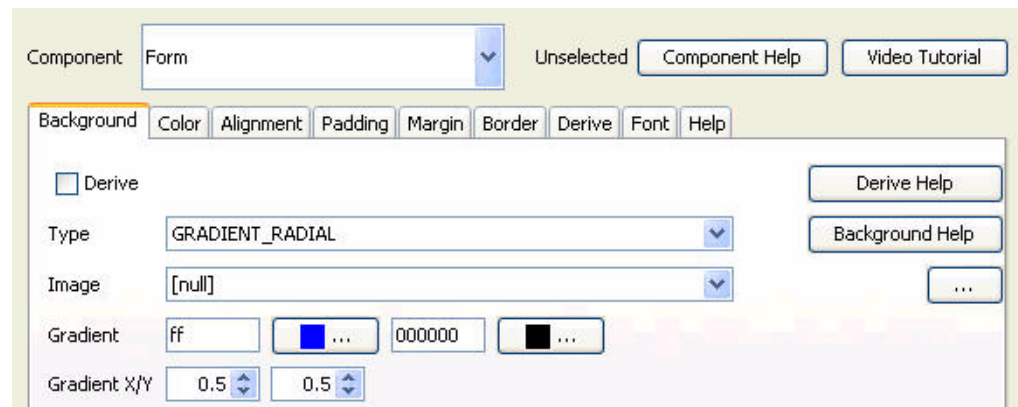 Component Form Unselected Component Help Video Tutorial
Background Color Alignment Padding Margin Border Derive Font Help
Derive Derive Help
Type GRADIENT_RADIAL Background Help
Image [null] ...
Gradient ff ... 000000 ...
Gradient X/Y 0.5 0.5